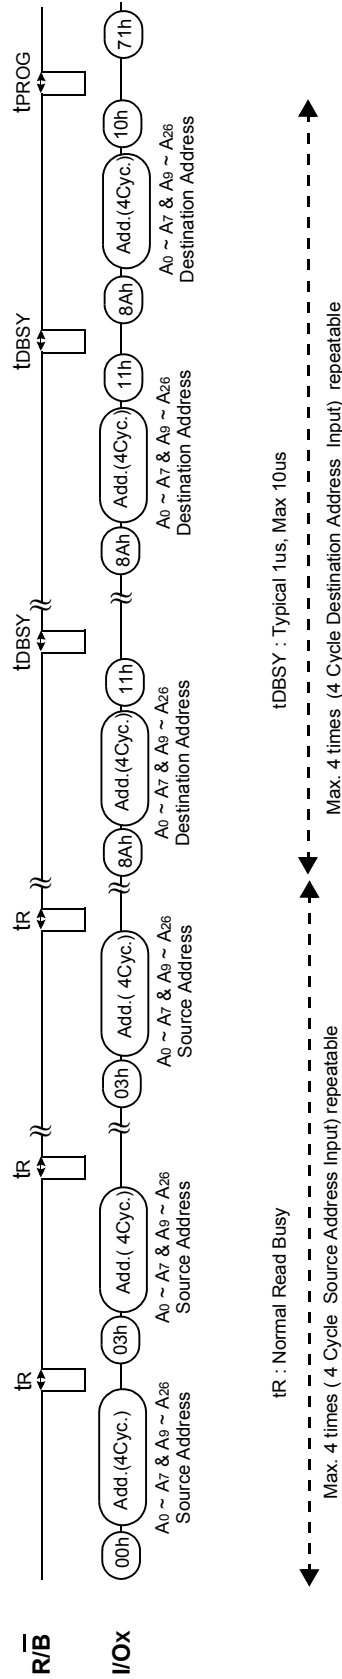 R/B
tR
tR
tR
tDBSY
tDBSY
tPROG
I/Ox
00h
Add.(4Cyc.)
A0 ~ A7 & A9 ~ A26
Source Address
03h
Add.( 4Cyc.)
A0 ~ A7 & A9 ~ A26
Source Address
03h
Add.( 4Cyc.)
A0 ~ A7 & A9 ~ A26
Source Address
8Ah
Add.(4Cyc.)
11h
A0 ~ A7 & A9 ~ A26
Destination Address
8Ah
Add.(4Cyc.)
11h
A0 ~ A7 & A9 ~ A26
Destination Address
8Ah
Add.(4Cyc.)
10h
A0 ~ A7 & A9 ~ A26
Destination Address
71h
tR : Normal Read Busy
tDBSY : Typical 1us, Max 10us
Max. 4 times ( 4 Cycle Source Address Input) repeatable
Max. 4 times (4 Cycle Destination Address Input) repeatable